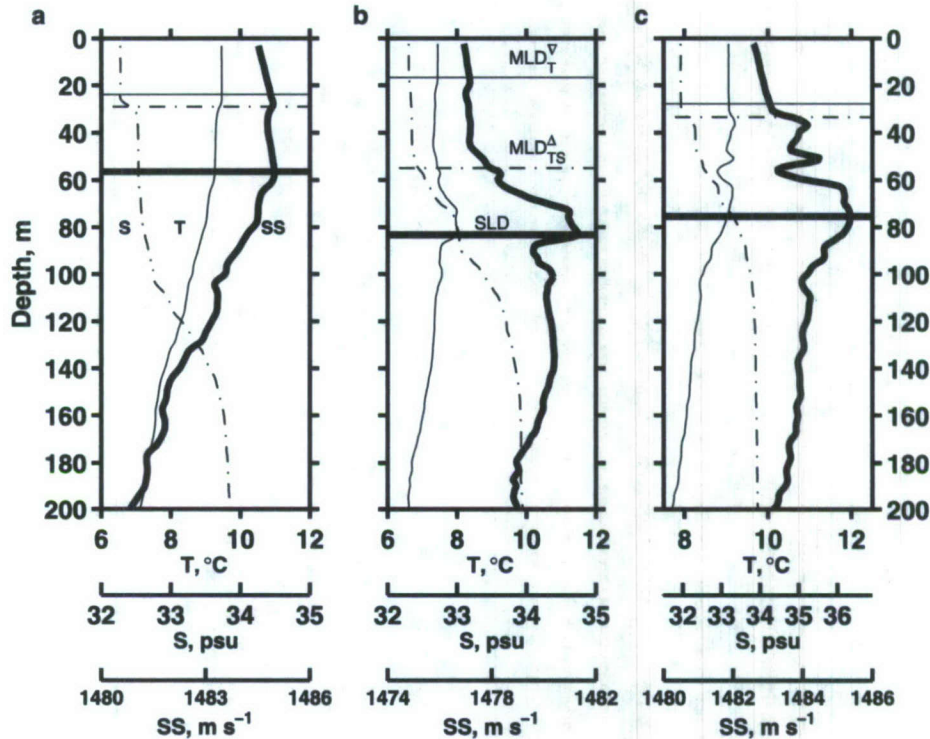 a
b
c
0
20
40
60
80
100
120
140
160
180
200
Depth, m
S
T
SS
MLD∇T
MLDΔTS
SLD
0
20
40
60
80
100
120
140
160
180
200
6 8 10 12
6 8 10 12
8 10 12
T, °C
T, °C
T, °C
32 33 34 35
32 33 34 35
32 33 34 35 36
S, psu
S, psu
S, psu
1480 1483 1486
1474 1478 1482
1480 1482 1484 1486
SS, m s⁻¹
SS, m s⁻¹
SS, m s⁻¹